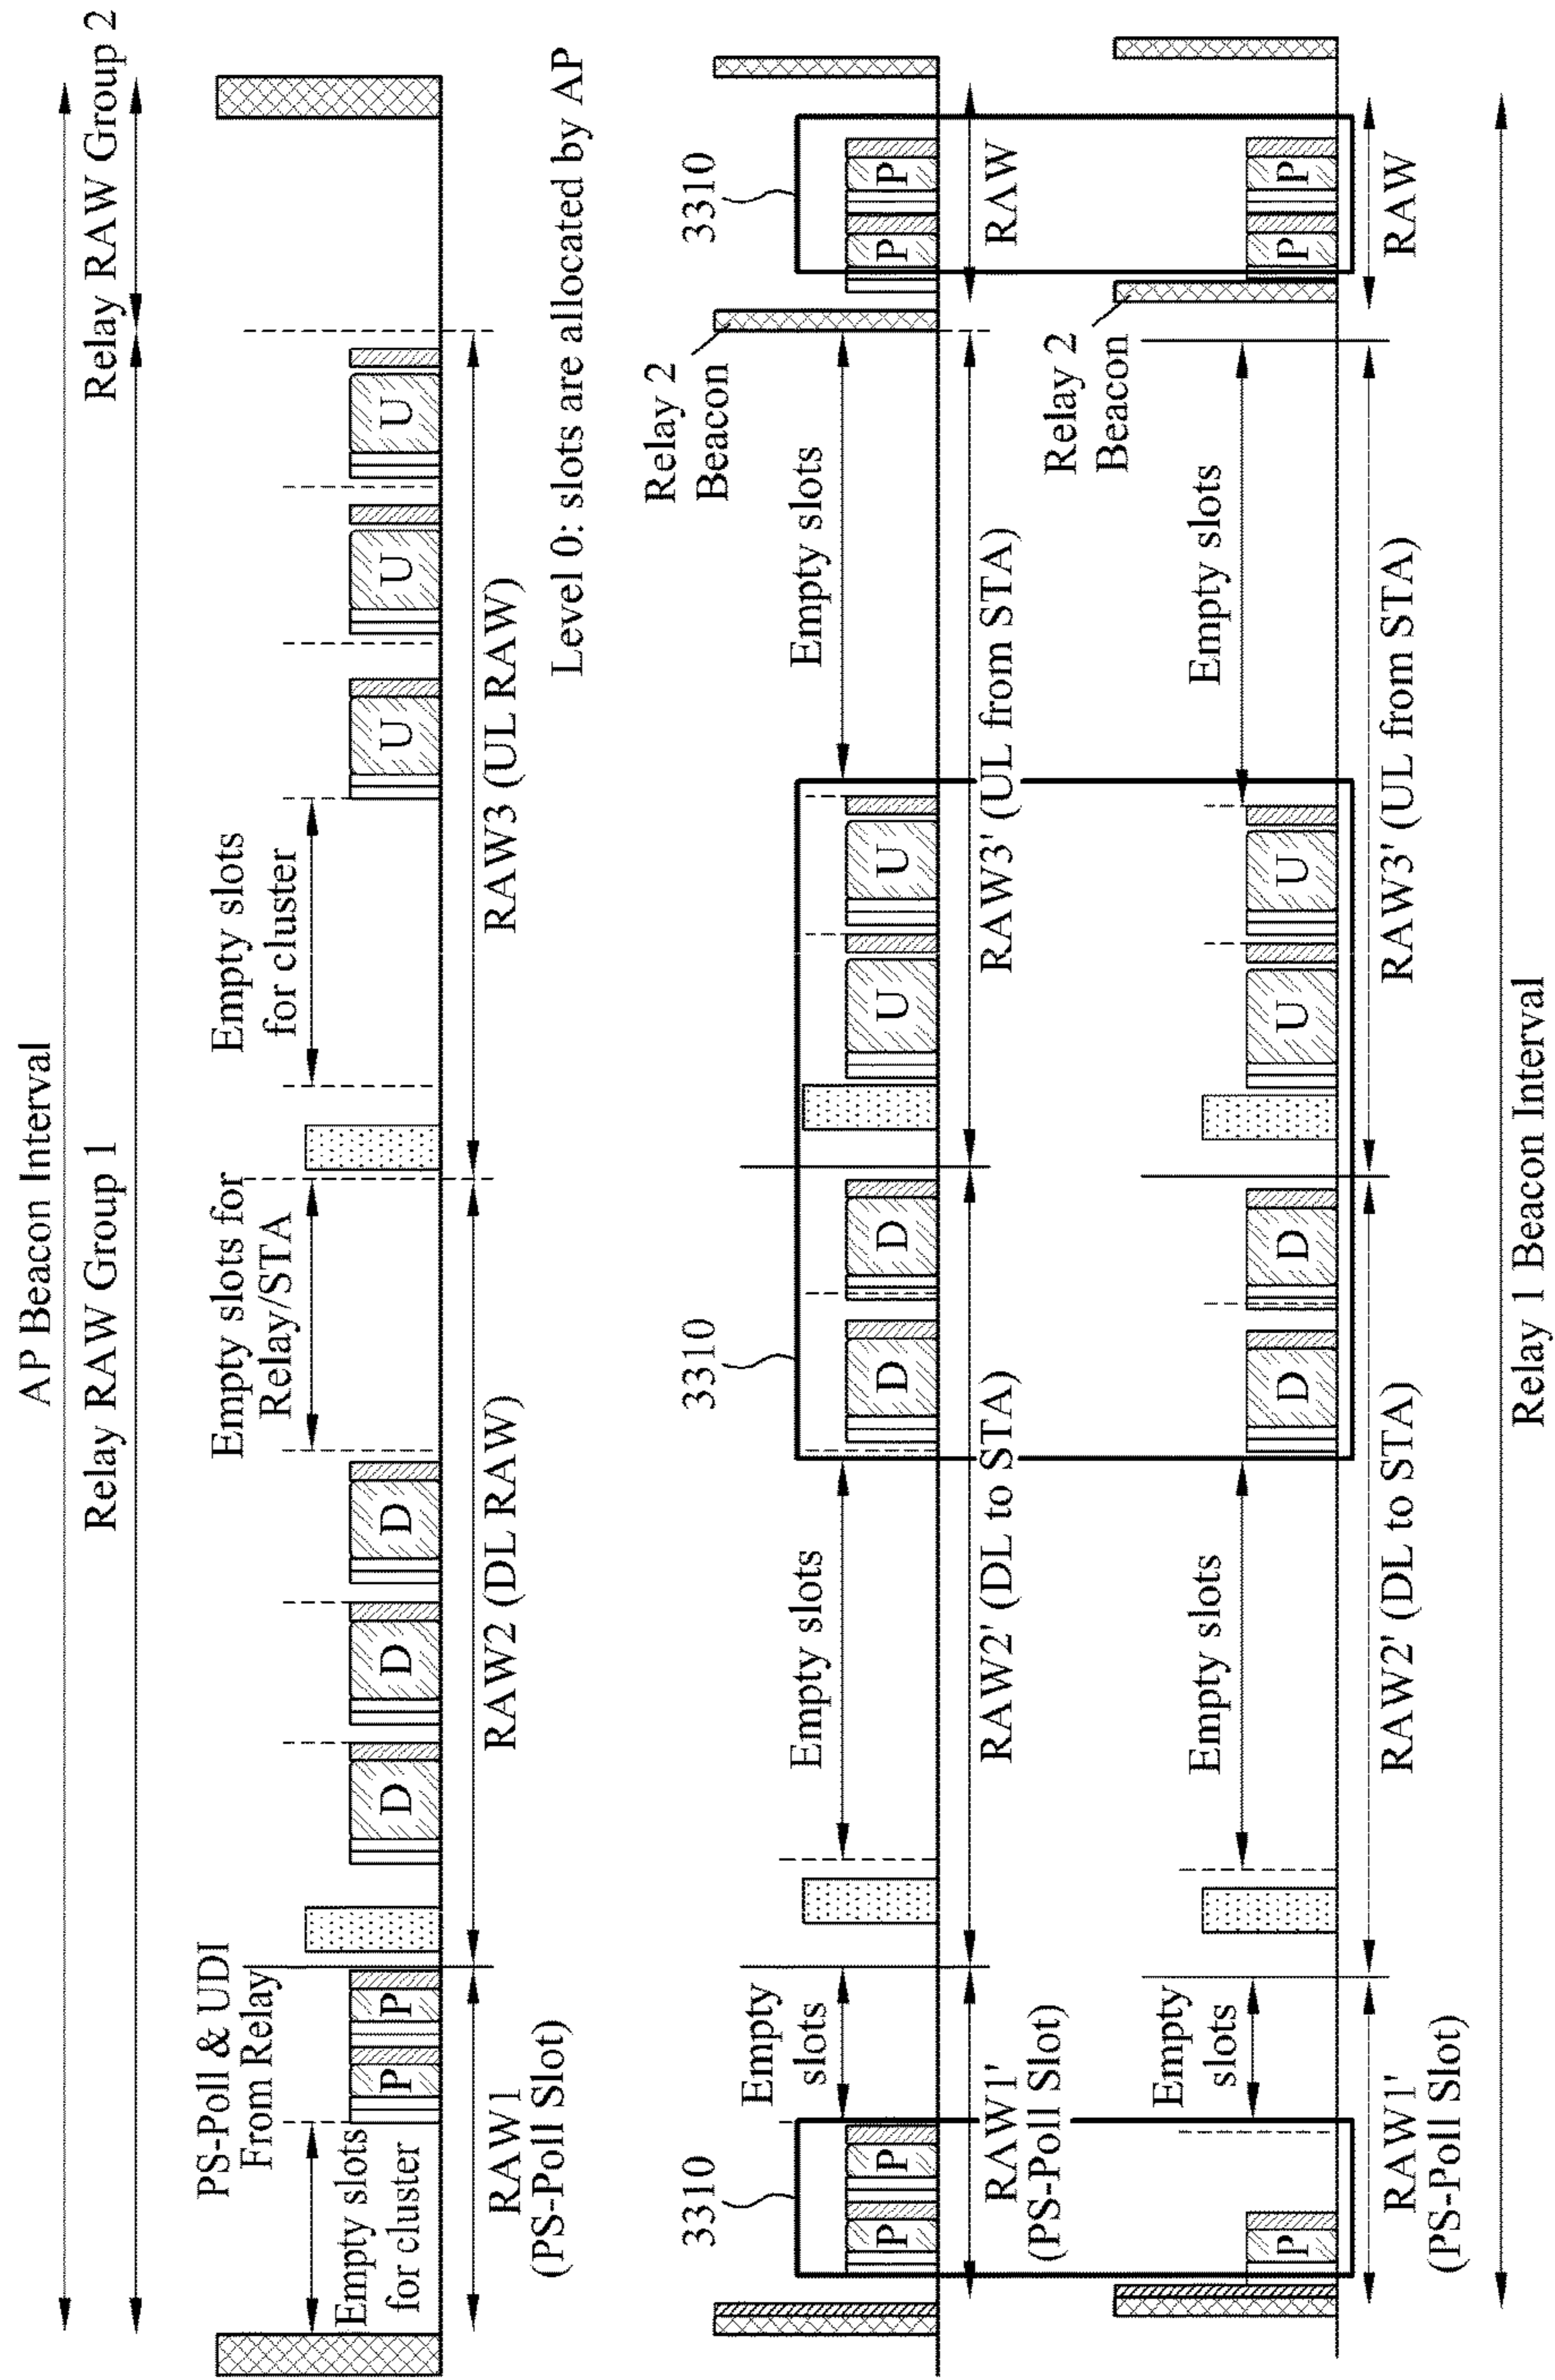 AP Beacon Interval
Relay RAW Group 1
Relay RAW Group 2
PS-Poll & UDI
From Relay
Empty slots
for cluster
P
P
D
D
D
Empty slots for
Relay/STA
Empty slots
for cluster
U
U
U
RAW1
(PS-Poll Slot)
RAW2 (DL RAW)
RAW3 (UL RAW)
Level 0: slots are allocated by AP
3310
3310
3310
P
P
Empty
slots
Empty slots
D
D
U
U
Empty slots
Relay 2
Beacon
P
P
RAW1'
(PS-Poll Slot)
RAW2' (DL to STA)
RAW3' (UL from STA)
RAW
P
Empty
slots
Empty slots
D
D
U
U
Empty slots
Relay 2
Beacon
P
P
RAW1'
(PS-Poll Slot)
RAW2' (DL to STA)
RAW3' (UL from STA)
RAW
Relay 1 Beacon Interval